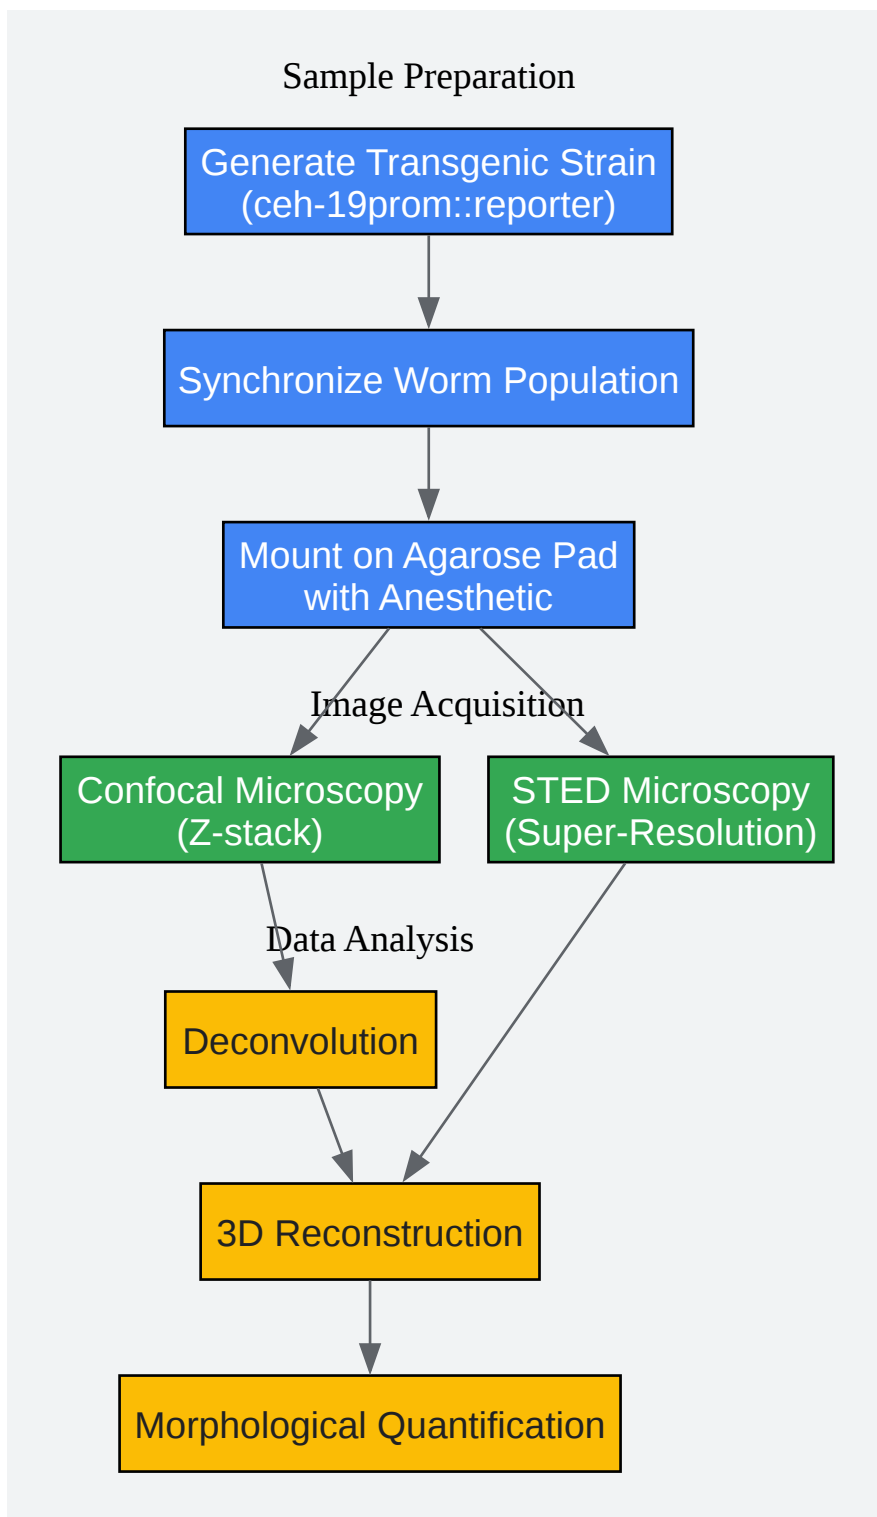 Sample Preparation
Generate Transgenic Strain
(ceh-19prom::reporter)
Synchronize Worm Population
Mount on Agarose Pad
with Anesthetic
Image Acquisition
Confocal Microscopy
(Z-stack)
STED Microscopy
(Super-Resolution)
Data Analysis
Deconvolution
3D Reconstruction
Morphological Quantification